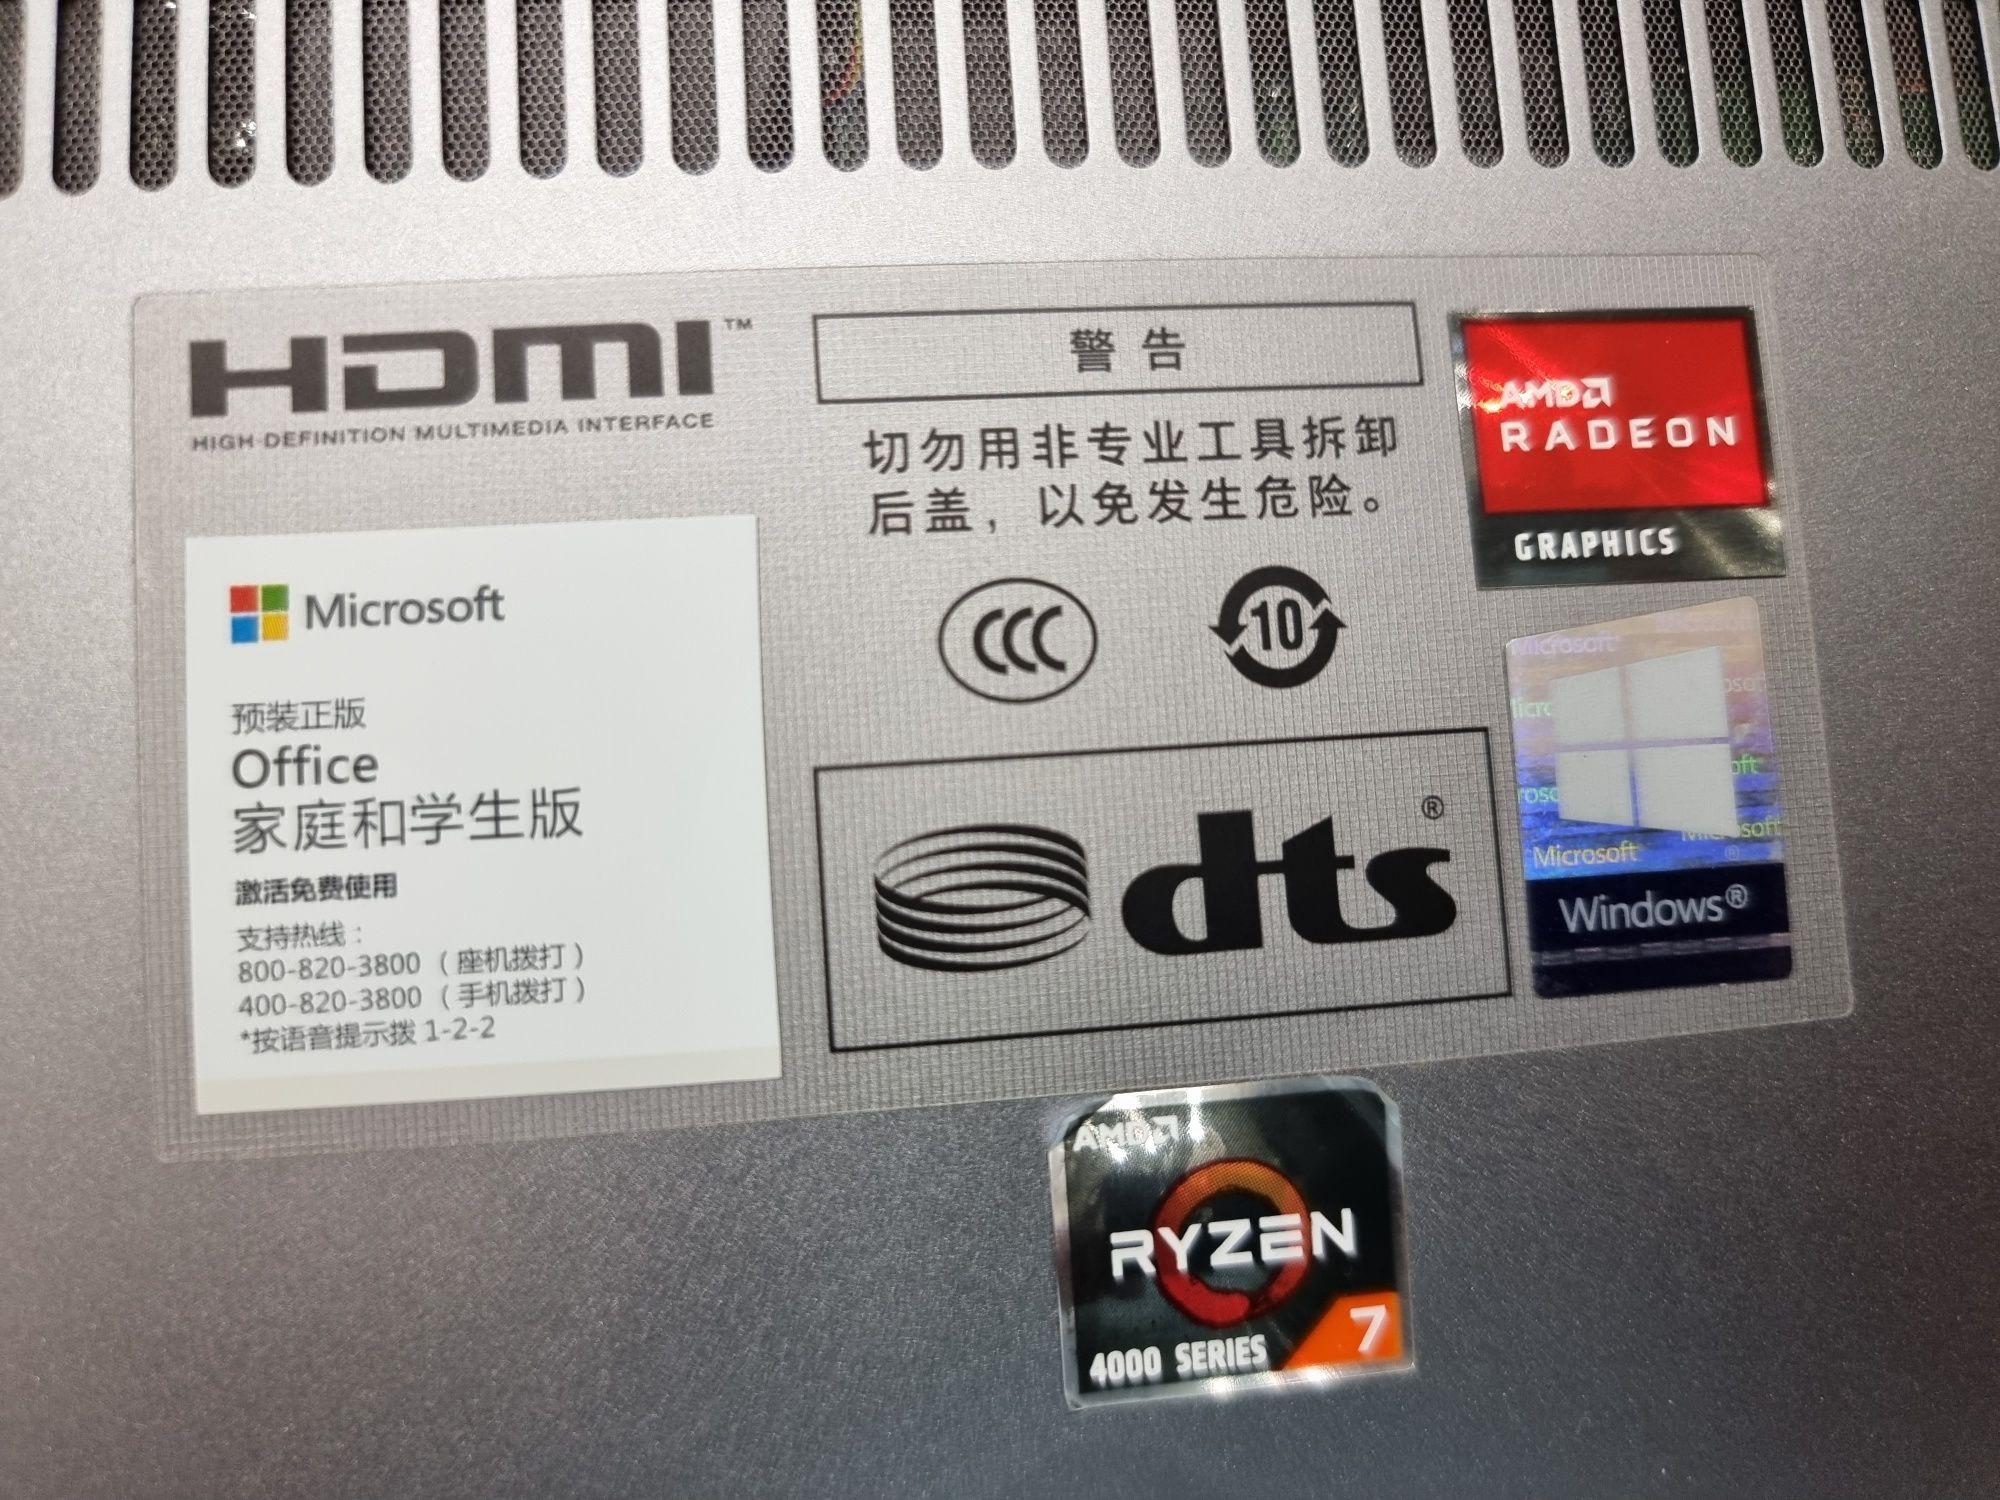 HDMI™
HIGH-DEFINITION MULTIMEDIA INTERFACE
警告
切勿用非专业工具拆卸
后盖，以免发生危险。
AMD
RADEON
GRAPHICS
Microsoft
预装正版
Office
家庭和学生版
激活免费使用
支持热线：
800-820-3800（座机拨打）
400-820-3800（手机拨打）
*按语音提示拨 1-2-2
CCC
10
dts®
Microsoft
Microsoft
Windows®
AMD
RYZEN
7
4000 SERIES